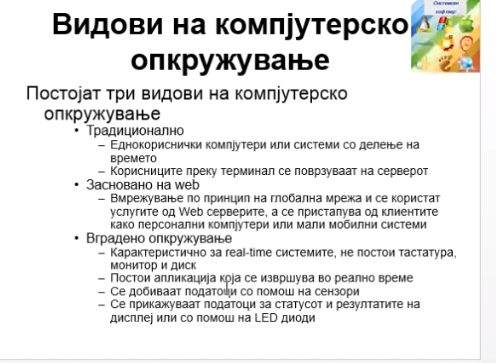 Видови на компјутерско
опкружување
Системски
софтвер
Постојат три видови на компјутерско
опкружување
• Традиционално
– Еднокориснички компјутери или системи со делење на
времето
– Корисниците преку терминал се поврзуваат на серверот
• Засновано на web
– Вмрежување по принцип на глобална мрежа и се користат
услугите од Web серверите, а се пристапува од клиентите
како персонални компјутери или мали мобилни системи
• Вградено опкружување
– Карактеристично за real-time системите, не постои тастатура,
монитор и диск
– Постои апликација која се извршува во реално време
– Се добиваат податоци со помош на сензори
– Се прикажуваат податоци за статусот и резултатите на
дисплеј или со помош на LED диоди